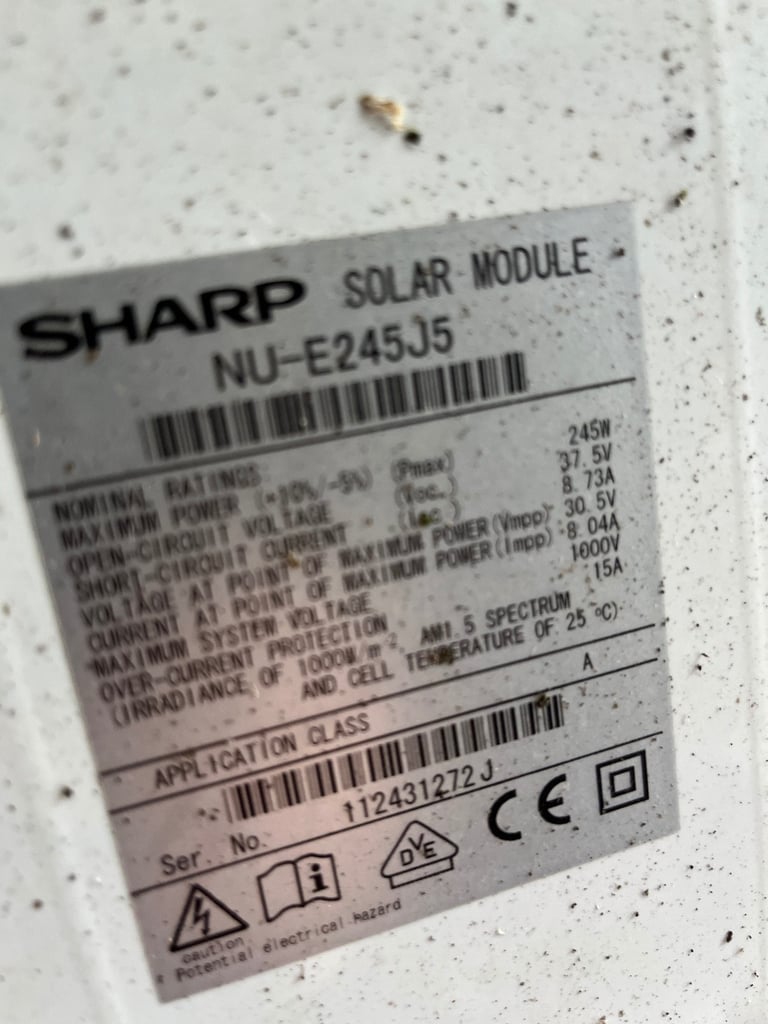 SHARP SOLAR MODULE
NU-E245J5
NOMINAL RATINGS
MAXIMUM POWER (+10%/-5%) (Pmax) 245W
OPEN-CIRCUIT VOLTAGE (Voc) 37.5V
SHORT-CIRCUIT CURRENT (Isc) 8.73A
VOLTAGE AT POINT OF MAXIMUM POWER(Vmpp) 30.5V
CURRENT AT POINT OF MAXIMUM POWER(Impp) 8.04A
MAXIMUM SYSTEM VOLTAGE 1000V
OVER-CURRENT PROTECTION 15A
(IRRADIANCE OF 1000W/m², AM1.5 SPECTRUM
AND CELL TEMPERATURE OF 25 °C)
APPLICATION CLASS A
Ser. No. 112431272J
DVE CE
caution
Potential electrical hazard